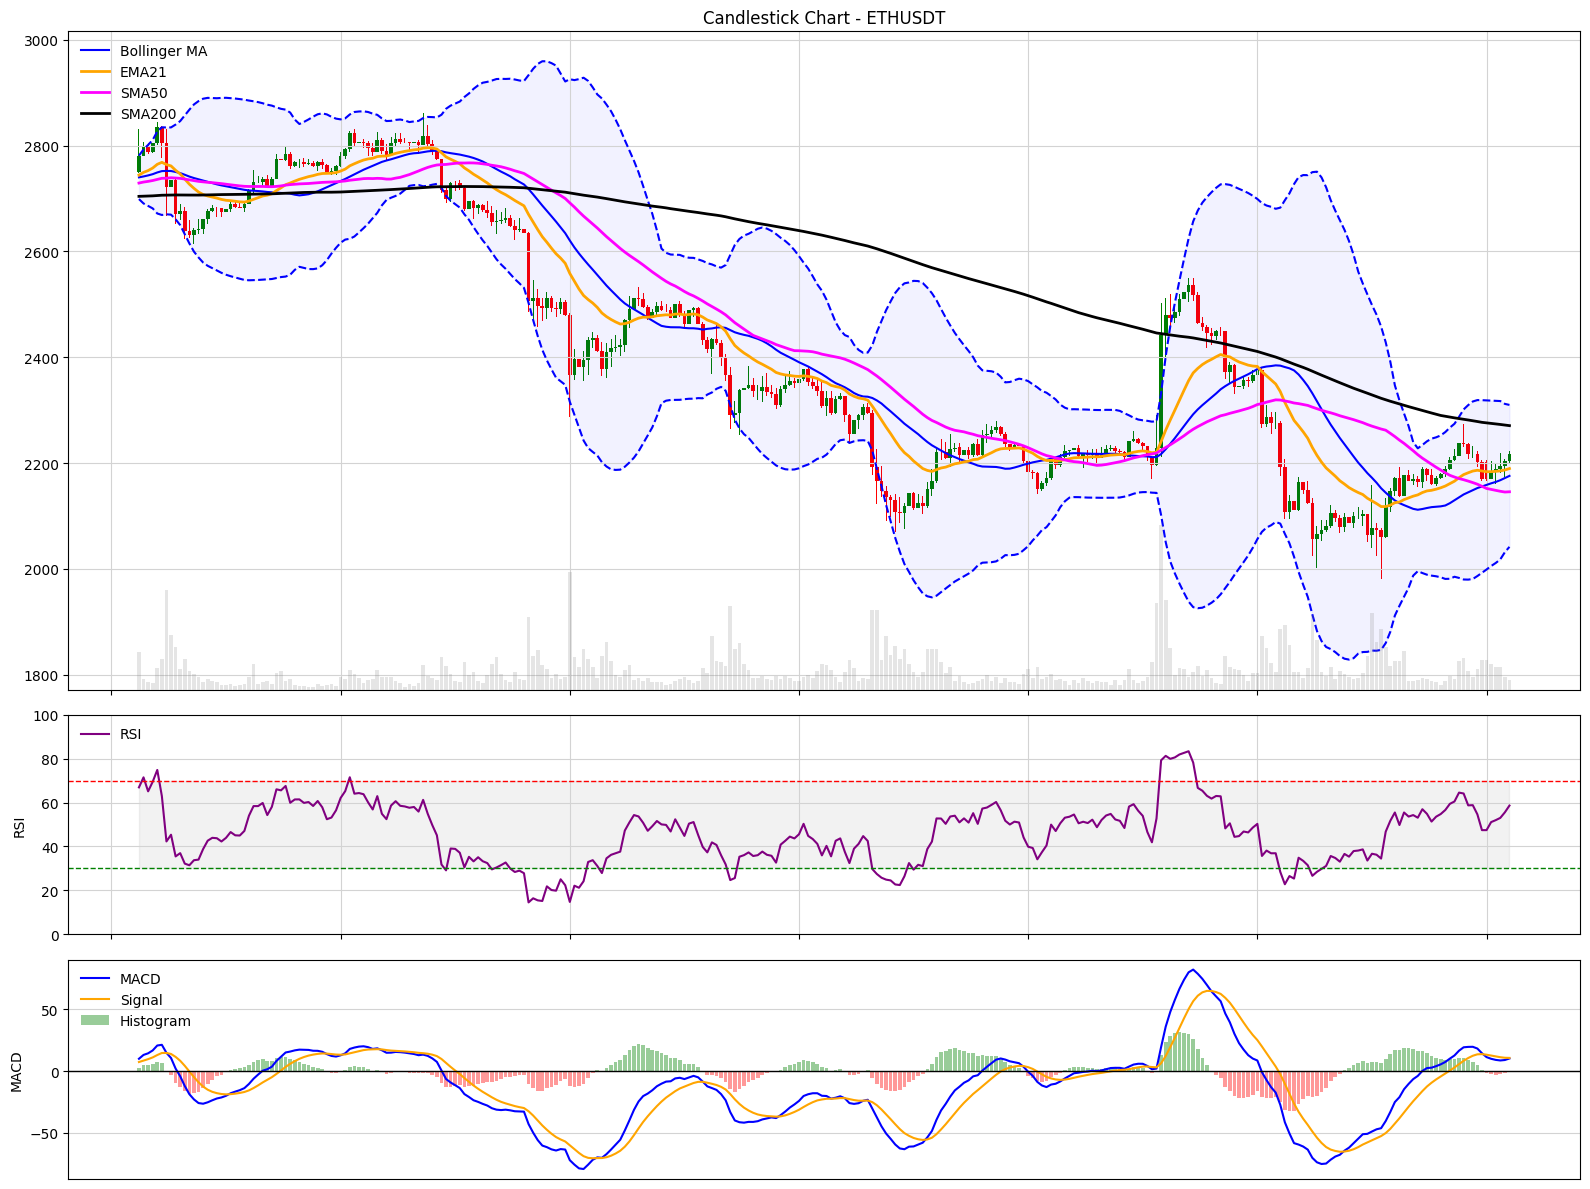 Candlestick Chart - ETHUSDT
3000
2800
2600
2400
2200
2000
1800
Bollinger MA
EMA21
SMA50
SMA200
100
80
60
40
20
0
RSI
RSI
50
0
−50
MACD
MACD
Signal
Histogram